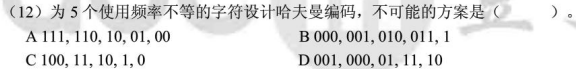 （12）为 5 个使用频率不等的字符设计哈夫曼编码，不可能的方案是（ ）。
A 111, 110, 10, 01, 00 B 000, 001, 010, 011, 1
C 100, 11, 10, 1, 0 D 001, 000, 01, 11, 10